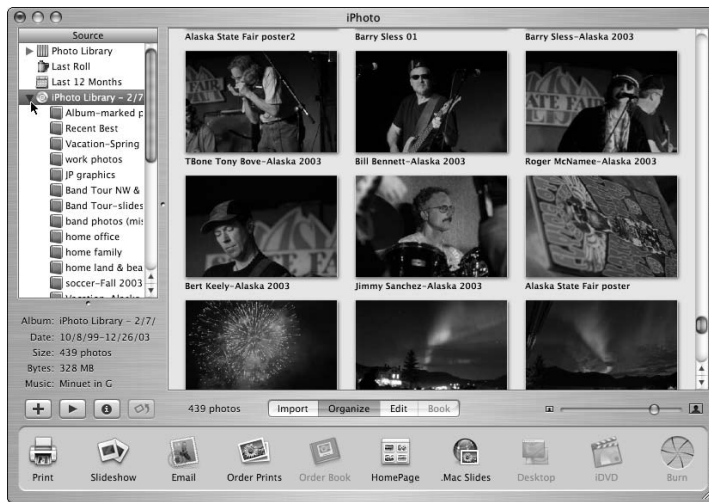 iPhoto
Source
Photo Library
Last Roll
Last 12 Months
iPhoto Library – 2/7
Album-marked p
Recent Best
Vacation-Spring
work photos
JP graphics
Band Tour NW &
Band Tour-slides
band photos (mis
home office
home family
home land & bea
soccer-Fall 2003
Album: iPhoto Library – 2/7/
Date: 10/8/99–12/26/03
Size: 439 photos
Bytes: 328 MB
Music: Minuet in G
Alaska State Fair poster2
Barry Sless 01
Barry Sless–Alaska 2003
TBone Tony Bove–Alaska 2003
Bill Bennett–Alaska 2003
Roger McNamee–Alaska 2003
Bert Keely–Alaska 2003
Jimmy Sanchez–Alaska 2003
Alaska State Fair poster
439 photos
Import
Organize
Edit
Book
Print
Slideshow
Email
Order Prints
Order Book
HomePage
.Mac Slides
Desktop
iDVD
Burn